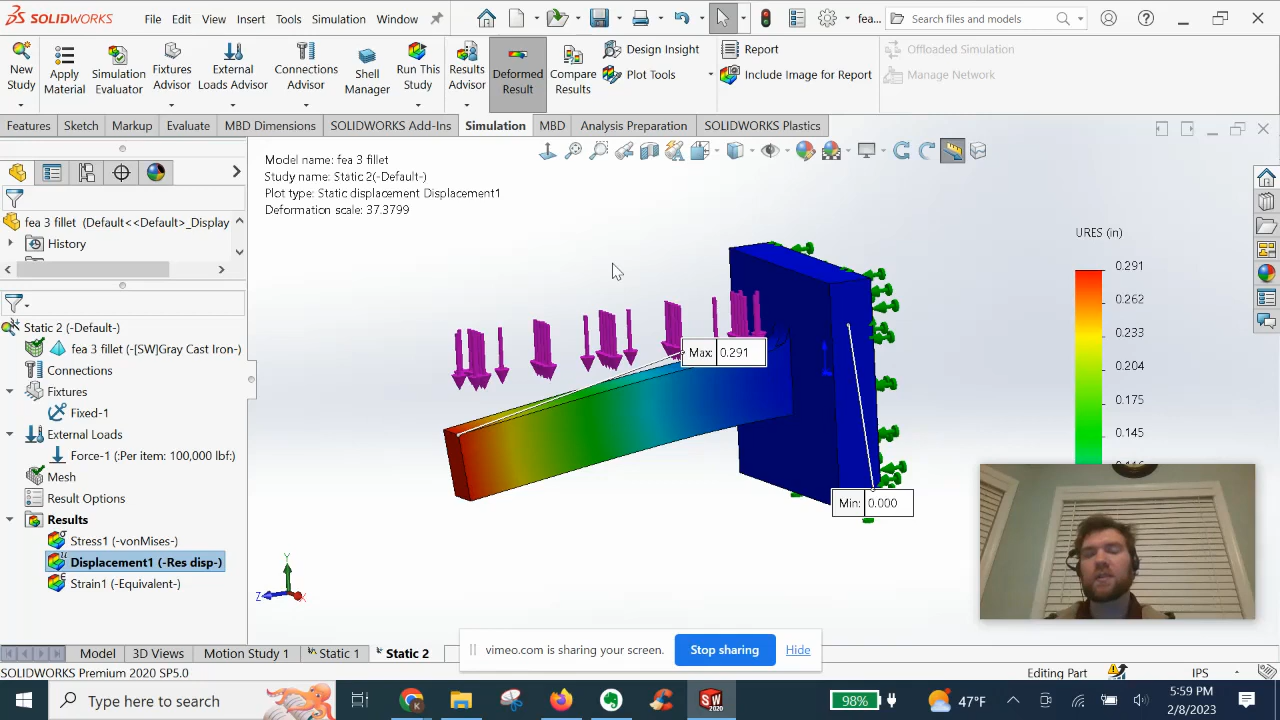 SOLIDWORKS File Edit View Insert Tools Simulation Window fea... Search files and models
New Study
Apply Material
Simulation Evaluator
Fixtures Advisor
External Loads Advisor
Connections Advisor
Shell Manager
Run This Study
Results Advisor
Deformed Result
Compare Results
Design Insight
Plot Tools
Report
Include Image for Report
Offloaded Simulation
Manage Network
Features Sketch Markup Evaluate MBD Dimensions SOLIDWORKS Add-Ins Simulation MBD Analysis Preparation SOLIDWORKS Plastics
Model name: fea 3 fillet
Study name: Static 2(-Default-)
Plot type: Static displacement Displacement1
Deformation scale: 37.3799
fea 3 fillet (Default<<Default>_Display
History
Static 2 (-Default-)
fea 3 fillet (-[SW]Gray Cast Iron-)
Connections
Fixtures
Fixed-1
External Loads
Force-1 (:Per item: 100,000 lbf:)
Mesh
Result Options
Results
Stress1 (-vonMises-)
Displacement1 (-Res disp-)
Strain1 (-Equivalent-)
Max: 0.291
Min: 0.000
URES (in)
0.291
0.262
0.233
0.204
0.175
0.145
Y
Z
X
vimeo.com is sharing your screen. Stop sharing Hide
Model 3D Views Motion Study 1 Static 1 Static 2
SOLIDWORKS Premium 2020 SP5.0 Editing Part IPS
Type here to search
SW
2020
98%
47°F
5:59 PM
2/8/2023